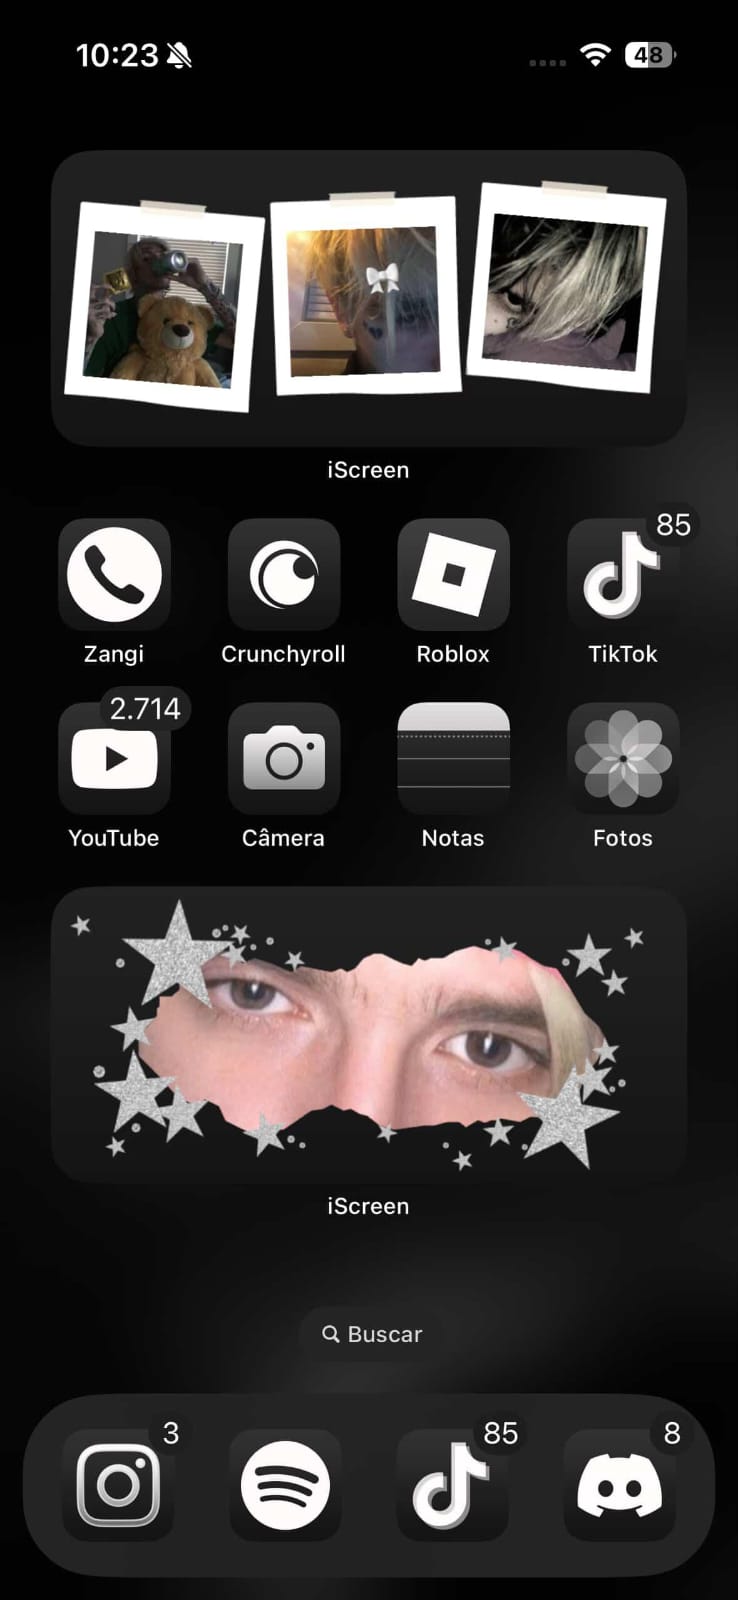 10:23
48
iScreen
85
Zangi
Crunchyroll
Roblox
TikTok
2.714
YouTube
Câmera
Notas
Fotos
iScreen
Buscar
3
85
8